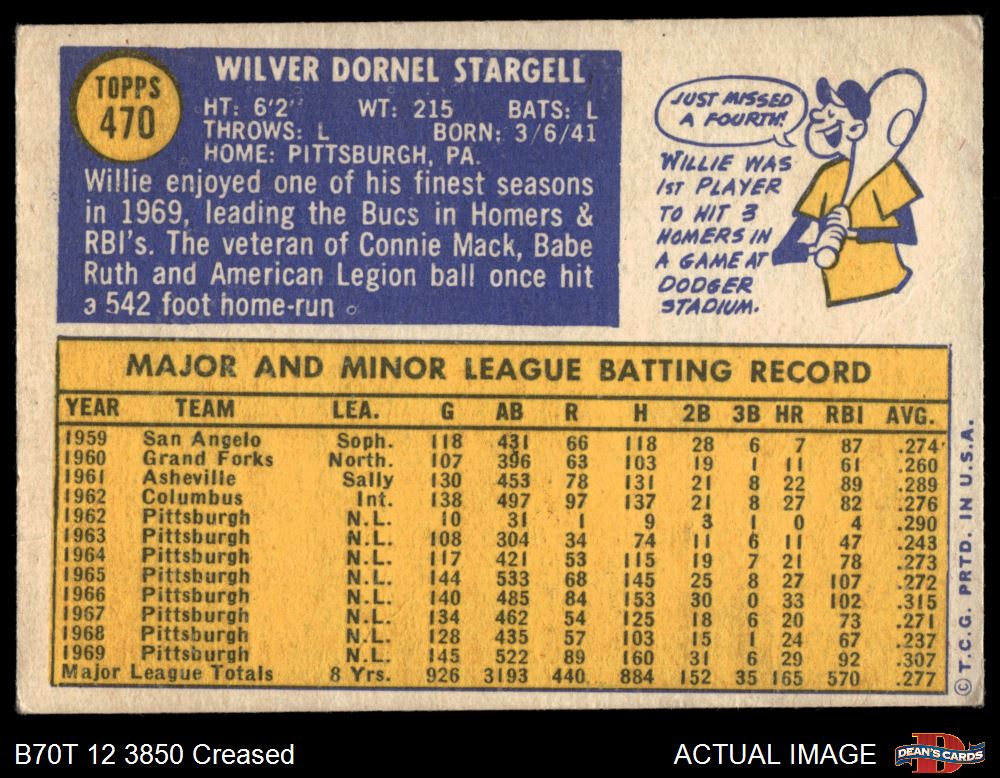 TOPPS
470
WILVER DORNEL STARGELL
HT: 6'2" WT: 215 BATS: L
THROWS: L BORN: 3/6/41
HOME: PITTSBURGH, PA.
Willie enjoyed one of his finest seasons
in 1969, leading the Bucs in Homers &
RBI's. The veteran of Connie Mack, Babe
Ruth and American Legion ball once hit
a 542 foot home-run
JUST MISSED
A FOURTH!
WILLIE WAS
1ST PLAYER
TO HIT 3
HOMERS IN
A GAME AT
DODGER
STADIUM.
MAJOR AND MINOR LEAGUE BATTING RECORD
YEAR TEAM LEA. G AB R H 2B 3B HR RBI AVG.
1959 San Angelo Soph. 118 431 66 118 28 6 7 87 .274
1960 Grand Forks North. 107 396 63 103 19 1 11 61 .260
1961 Asheville Sally 130 453 78 131 21 8 22 89 .289
1962 Columbus Int. 138 497 97 137 21 8 27 82 .276
1962 Pittsburgh N.L. 10 31 1 9 3 1 0 4 .290
1963 Pittsburgh N.L. 108 304 34 74 11 6 11 47 .243
1964 Pittsburgh N.L. 117 421 53 115 19 7 21 78 .273
1965 Pittsburgh N.L. 144 533 68 145 25 8 27 107 .272
1966 Pittsburgh N.L. 140 485 84 153 30 0 33 102 .315
1967 Pittsburgh N.L. 134 462 54 125 18 6 20 73 .271
1968 Pittsburgh N.L. 128 435 57 103 15 1 24 67 .237
1969 Pittsburgh N.L. 145 522 89 160 31 6 29 92 .307
Major League Totals 8 Yrs. 926 3193 440 884 152 35 165 570 .277
© T.C.G. PRTD. IN U.S.A.
B70T 12 3850 Creased
ACTUAL IMAGE
DEAN'S CARDS